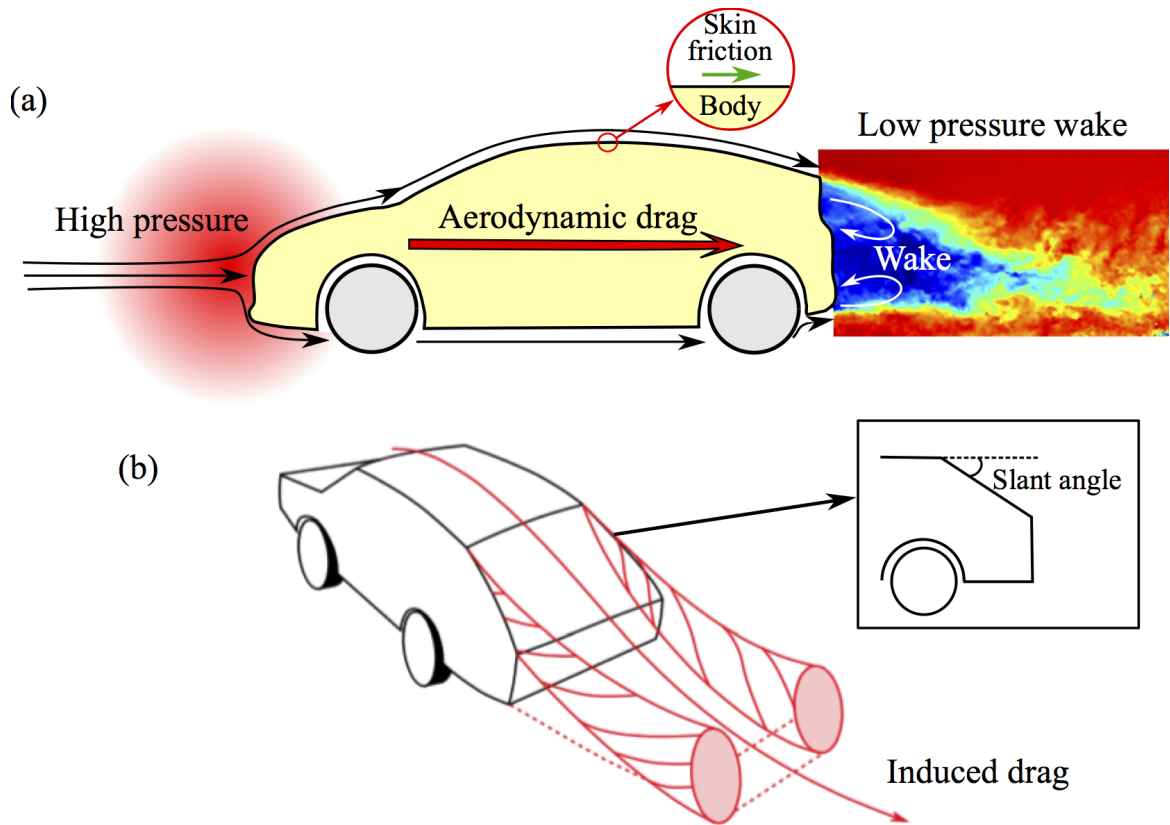 (a)
Skin
friction
Body
Low pressure wake
High pressure
Aerodynamic drag
Wake
(b)
Slant angle
Induced drag